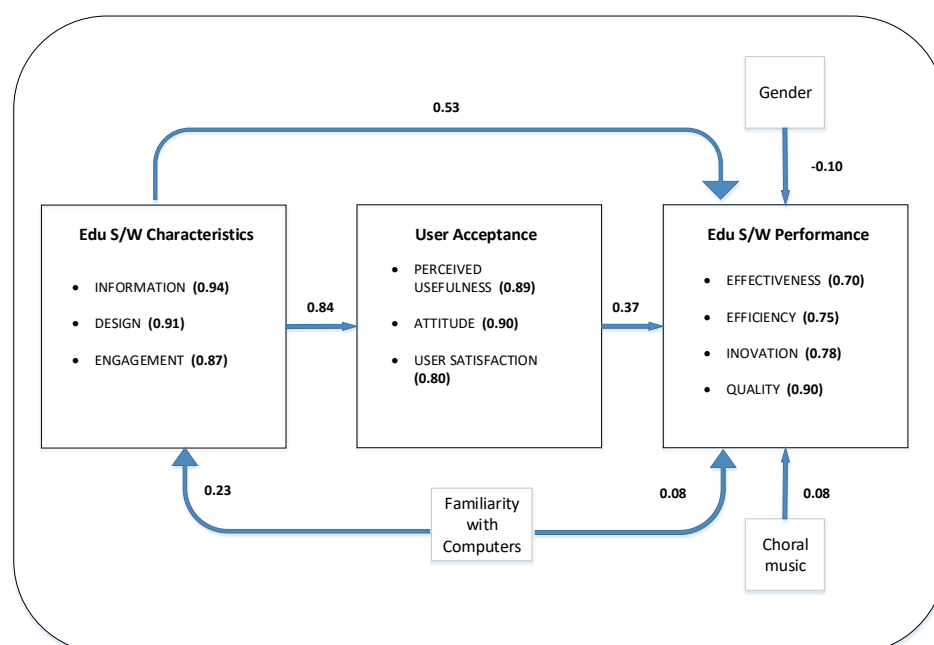 Gender
0.53
-0.10
Edu S/W Characteristics
• INFORMATION (0.94)
• DESIGN (0.91)
• ENGAGEMENT (0.87)
0.84
User Acceptance
• PERCEIVED
USEFULNESS (0.89)
• ATTITUDE (0.90)
• USER SATISFACTION
(0.80)
0.37
Edu S/W Performance
• EFFECTIVENESS (0.70)
• EFFICIENCY (0.75)
• INOVATION (0.78)
• QUALITY (0.90)
0.23
Familiarity
with
Computers
0.08
0.08
Choral
music